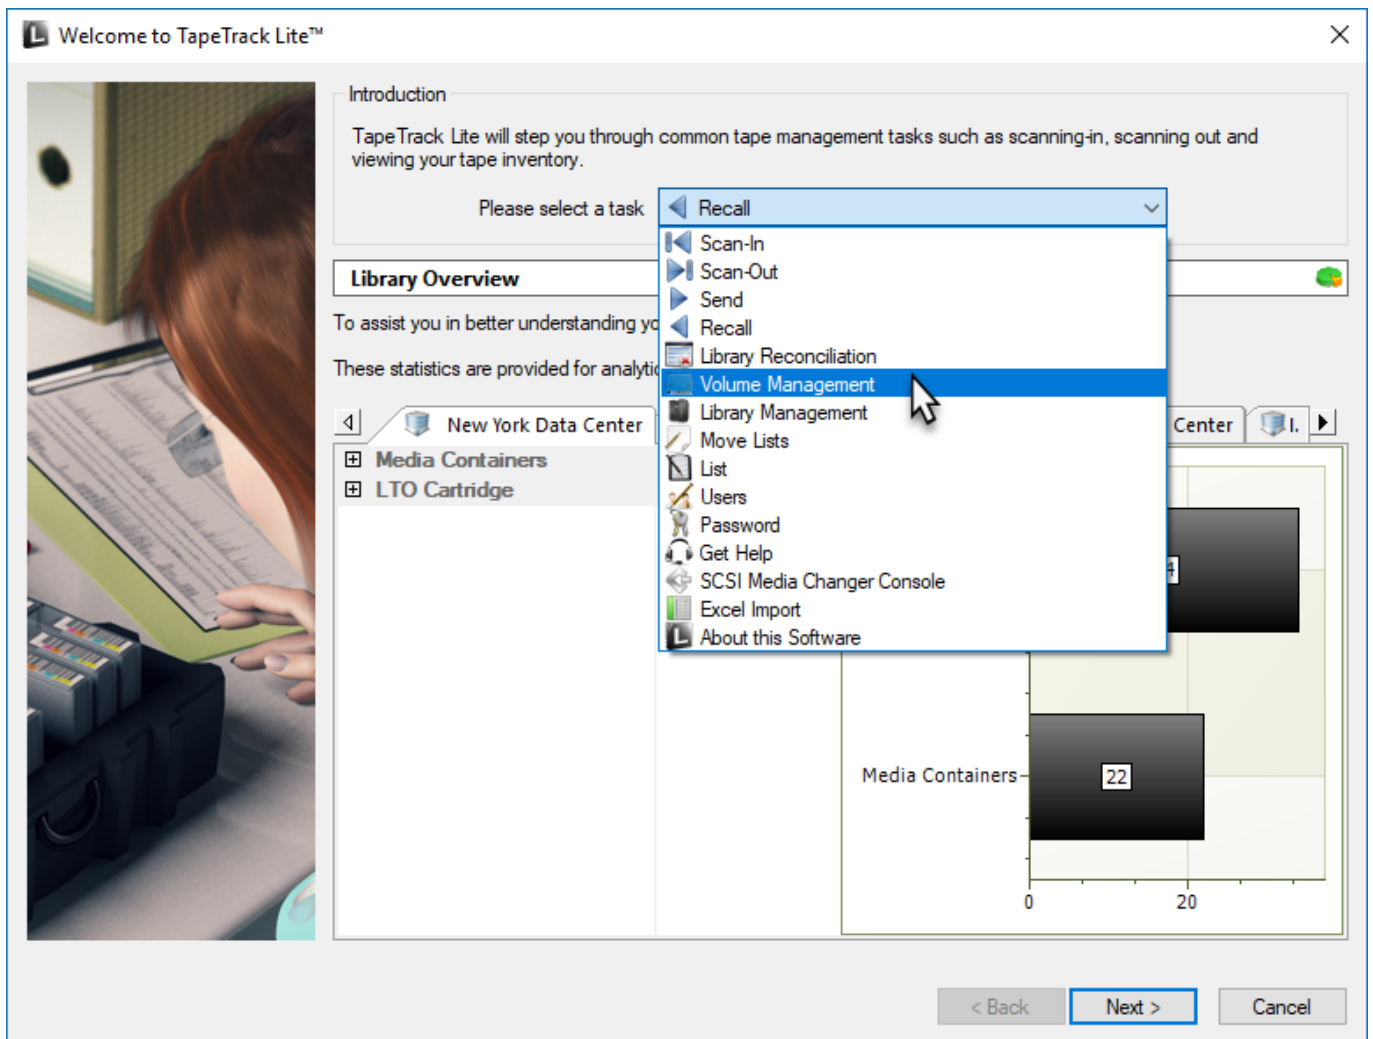 Welcome to TapeTrack Lite™
Introduction
TapeTrack Lite will step you through common tape management tasks such as scanning-in, scanning out and
viewing your tape inventory.
Please select a task
Recall
Scan-In
Scan-Out
Send
Recall
Library Reconciliation
Volume Management
Library Management
Move Lists
List
Users
Password
Get Help
SCSI Media Changer Console
Excel Import
About this Software
Library Overview
To assist you in better understanding
These statistics are provided for
New York Data Center
Center
I.
Media Containers
LTO Cartridge
4
Media Containers
22
0
20
< Back
Next >
Cancel